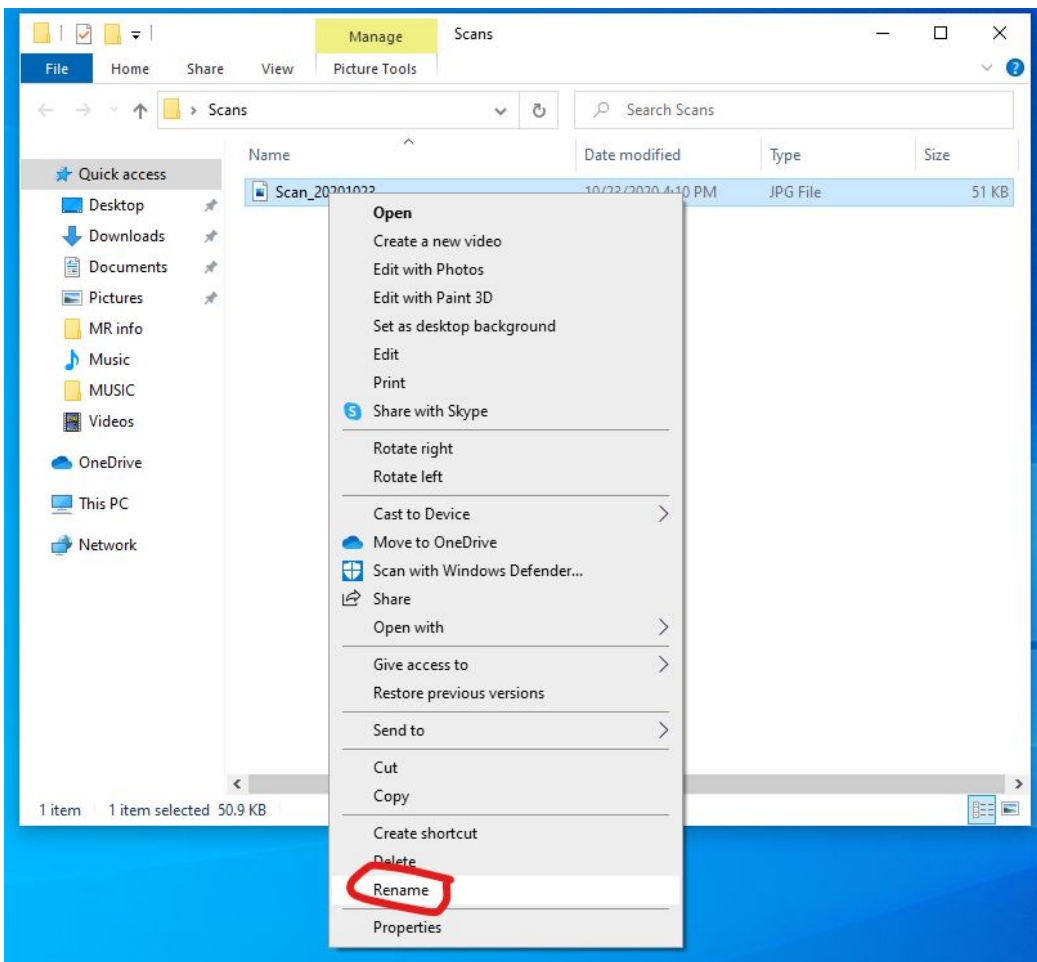 Manage
Scans
File
Home
Share
View
Picture Tools
Scans
Search Scans
Name
Date modified
Type
Size
Quick access
Desktop
Downloads
Documents
Pictures
MR info
Music
MUSIC
Videos
OneDrive
This PC
Network
Scan_20201023
10/23/2020 4:10 PM
JPG File
51 KB
Open
Create a new video
Edit with Photos
Edit with Paint 3D
Set as desktop background
Edit
Print
Share with Skype
Rotate right
Rotate left
Cast to Device
Move to OneDrive
Scan with Windows Defender...
Share
Open with
Give access to
Restore previous versions
Send to
Cut
Copy
Create shortcut
Delete
Rename
Properties
1 item
1 item selected 50.9 KB